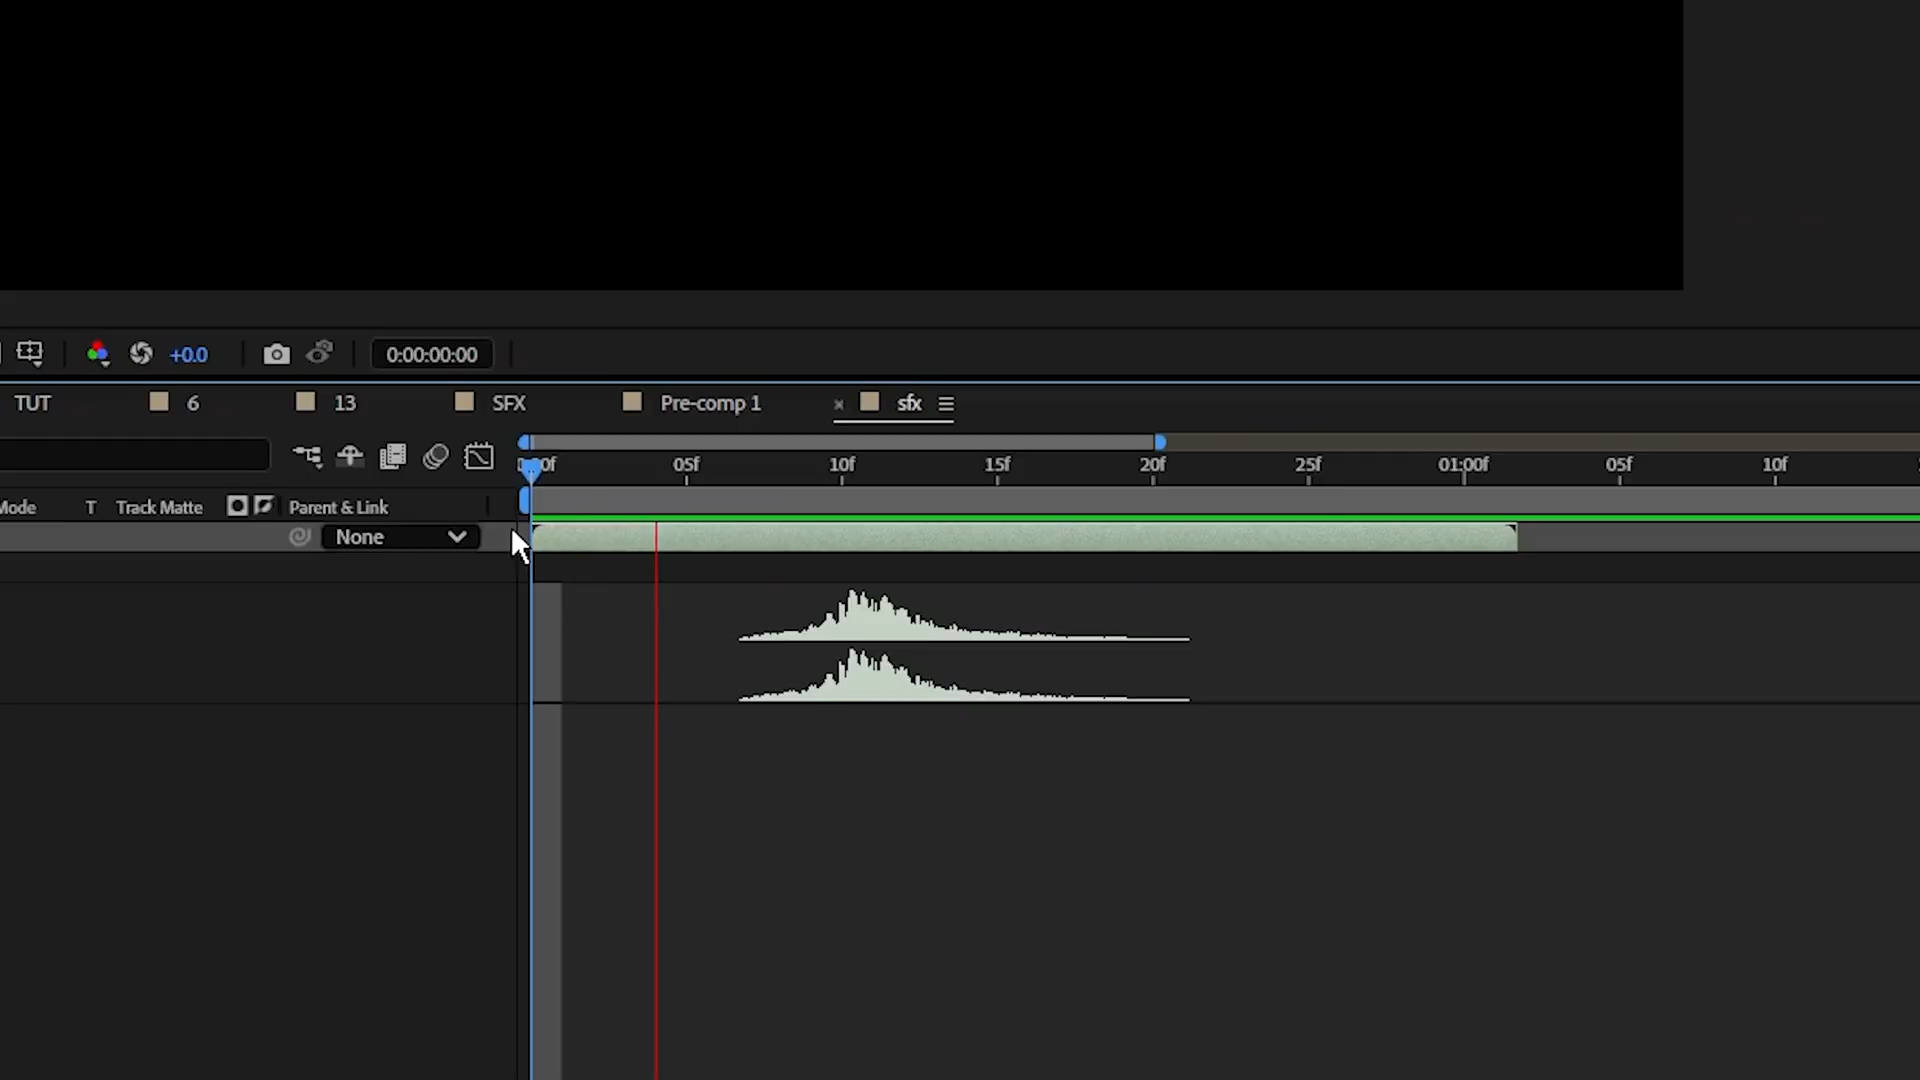 +0.0 0:00:00:00
TUT 6 13 SFX Pre-comp 1 × sfx
05f 10f 15f 20f 25f 01:00f 05f 10f
Mode T Track Matte Parent & Link
None